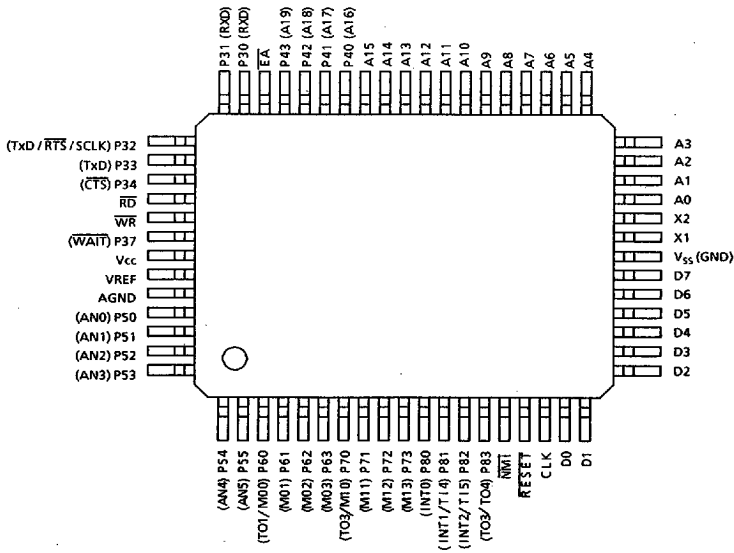 P31 (RXD)
P30 (RXD)
EA
P43 (A19)
P42 (A18)
P41 (A17)
P40 (A16)
A15
A14
A13
A12
A11
A10
A9
A8
A7
A6
A5
A4
(TxD/RTS/SCLK) P32
(TxD) P33
(CTS) P34
RD
WR
(WAIT) P37
Vcc
VREF
AGND
(AN0) P50
(AN1) P51
(AN2) P52
(AN3) P53
A3
A2
A1
A0
X2
X1
VSS (GND)
D7
D6
D5
D4
D3
D2
(AN4) P54
(AN5) P55
(TO1/M00) P60
(M01) P61
(M02) P62
(M03) P63
(TO3/M10) P70
(M11) P71
(M12) P72
(M13) P73
(INT0) P80
(INT1/TI4) P81
(INT2/TI5) P82
(TO3/TO4) P83
NMI
RESET
CLK
D0
D1